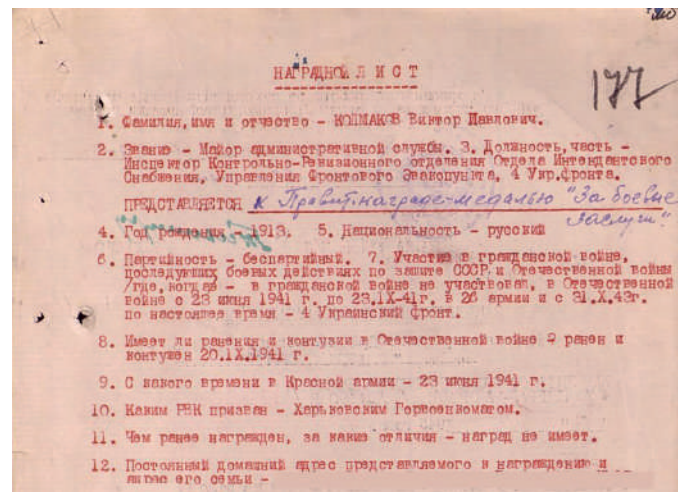 НАГРАДНОЙ ЛИСТ
177
1. Фамилия, имя и отчество - КОЛМАКОВ Виктор Павлович.
2. Звание - Майор административной службы. 3. Должность, часть -
Инспектор Контрольно-Ревизионного отделения Отдела Интендантского
Снабжения, Управления Фронтового Эвакопункта, 4 Укр.фронта.
ПРЕДСТАВЛЯЕТСЯ к Правит.награде-медалью "За боевые
заслуги".
4. Год рождения - 1913. 5. Национальность - русский
6. Партийность - беспартийный. 7. Участие в гражданской войне,
последующих боевых действиях по защите СССР и Отечественной войны
/где, когда - в гражданской войне не участвовал, в Отечественной
войне с 23 июня 1941 г. по 23.IX-41г. в 26 армии и с 31.X.43г.
по настоящее время - 4 Украинский фронт.
8. Имеет ли ранения и контузии в Отечественной войне - ранен и
контужен 20.IX.1941 г.
9. С какого времени в Красной армии - 23 июня 1941 г.
10. Каким РВК призван - Харьковским Горвоенкоматом.
11. Чем ранее награжден, за какие отличия - наград не имеет.
12. Постоянный домашний адрес представляемого к награждению и
адрес его семьи -